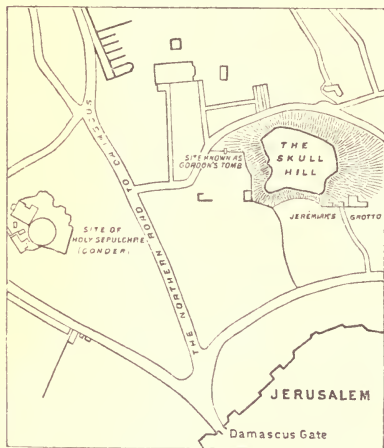 THE NORTHERN ROAD TO DAMASCUS
SITE KNOWN AS
GORDON'S TOMB
THE
SKULL
HILL
JEREMIAH'S GROTTO
SITE OF
HOLY SEPULCHRE
(CONDER)
JERUSALEM
Damascus Gate